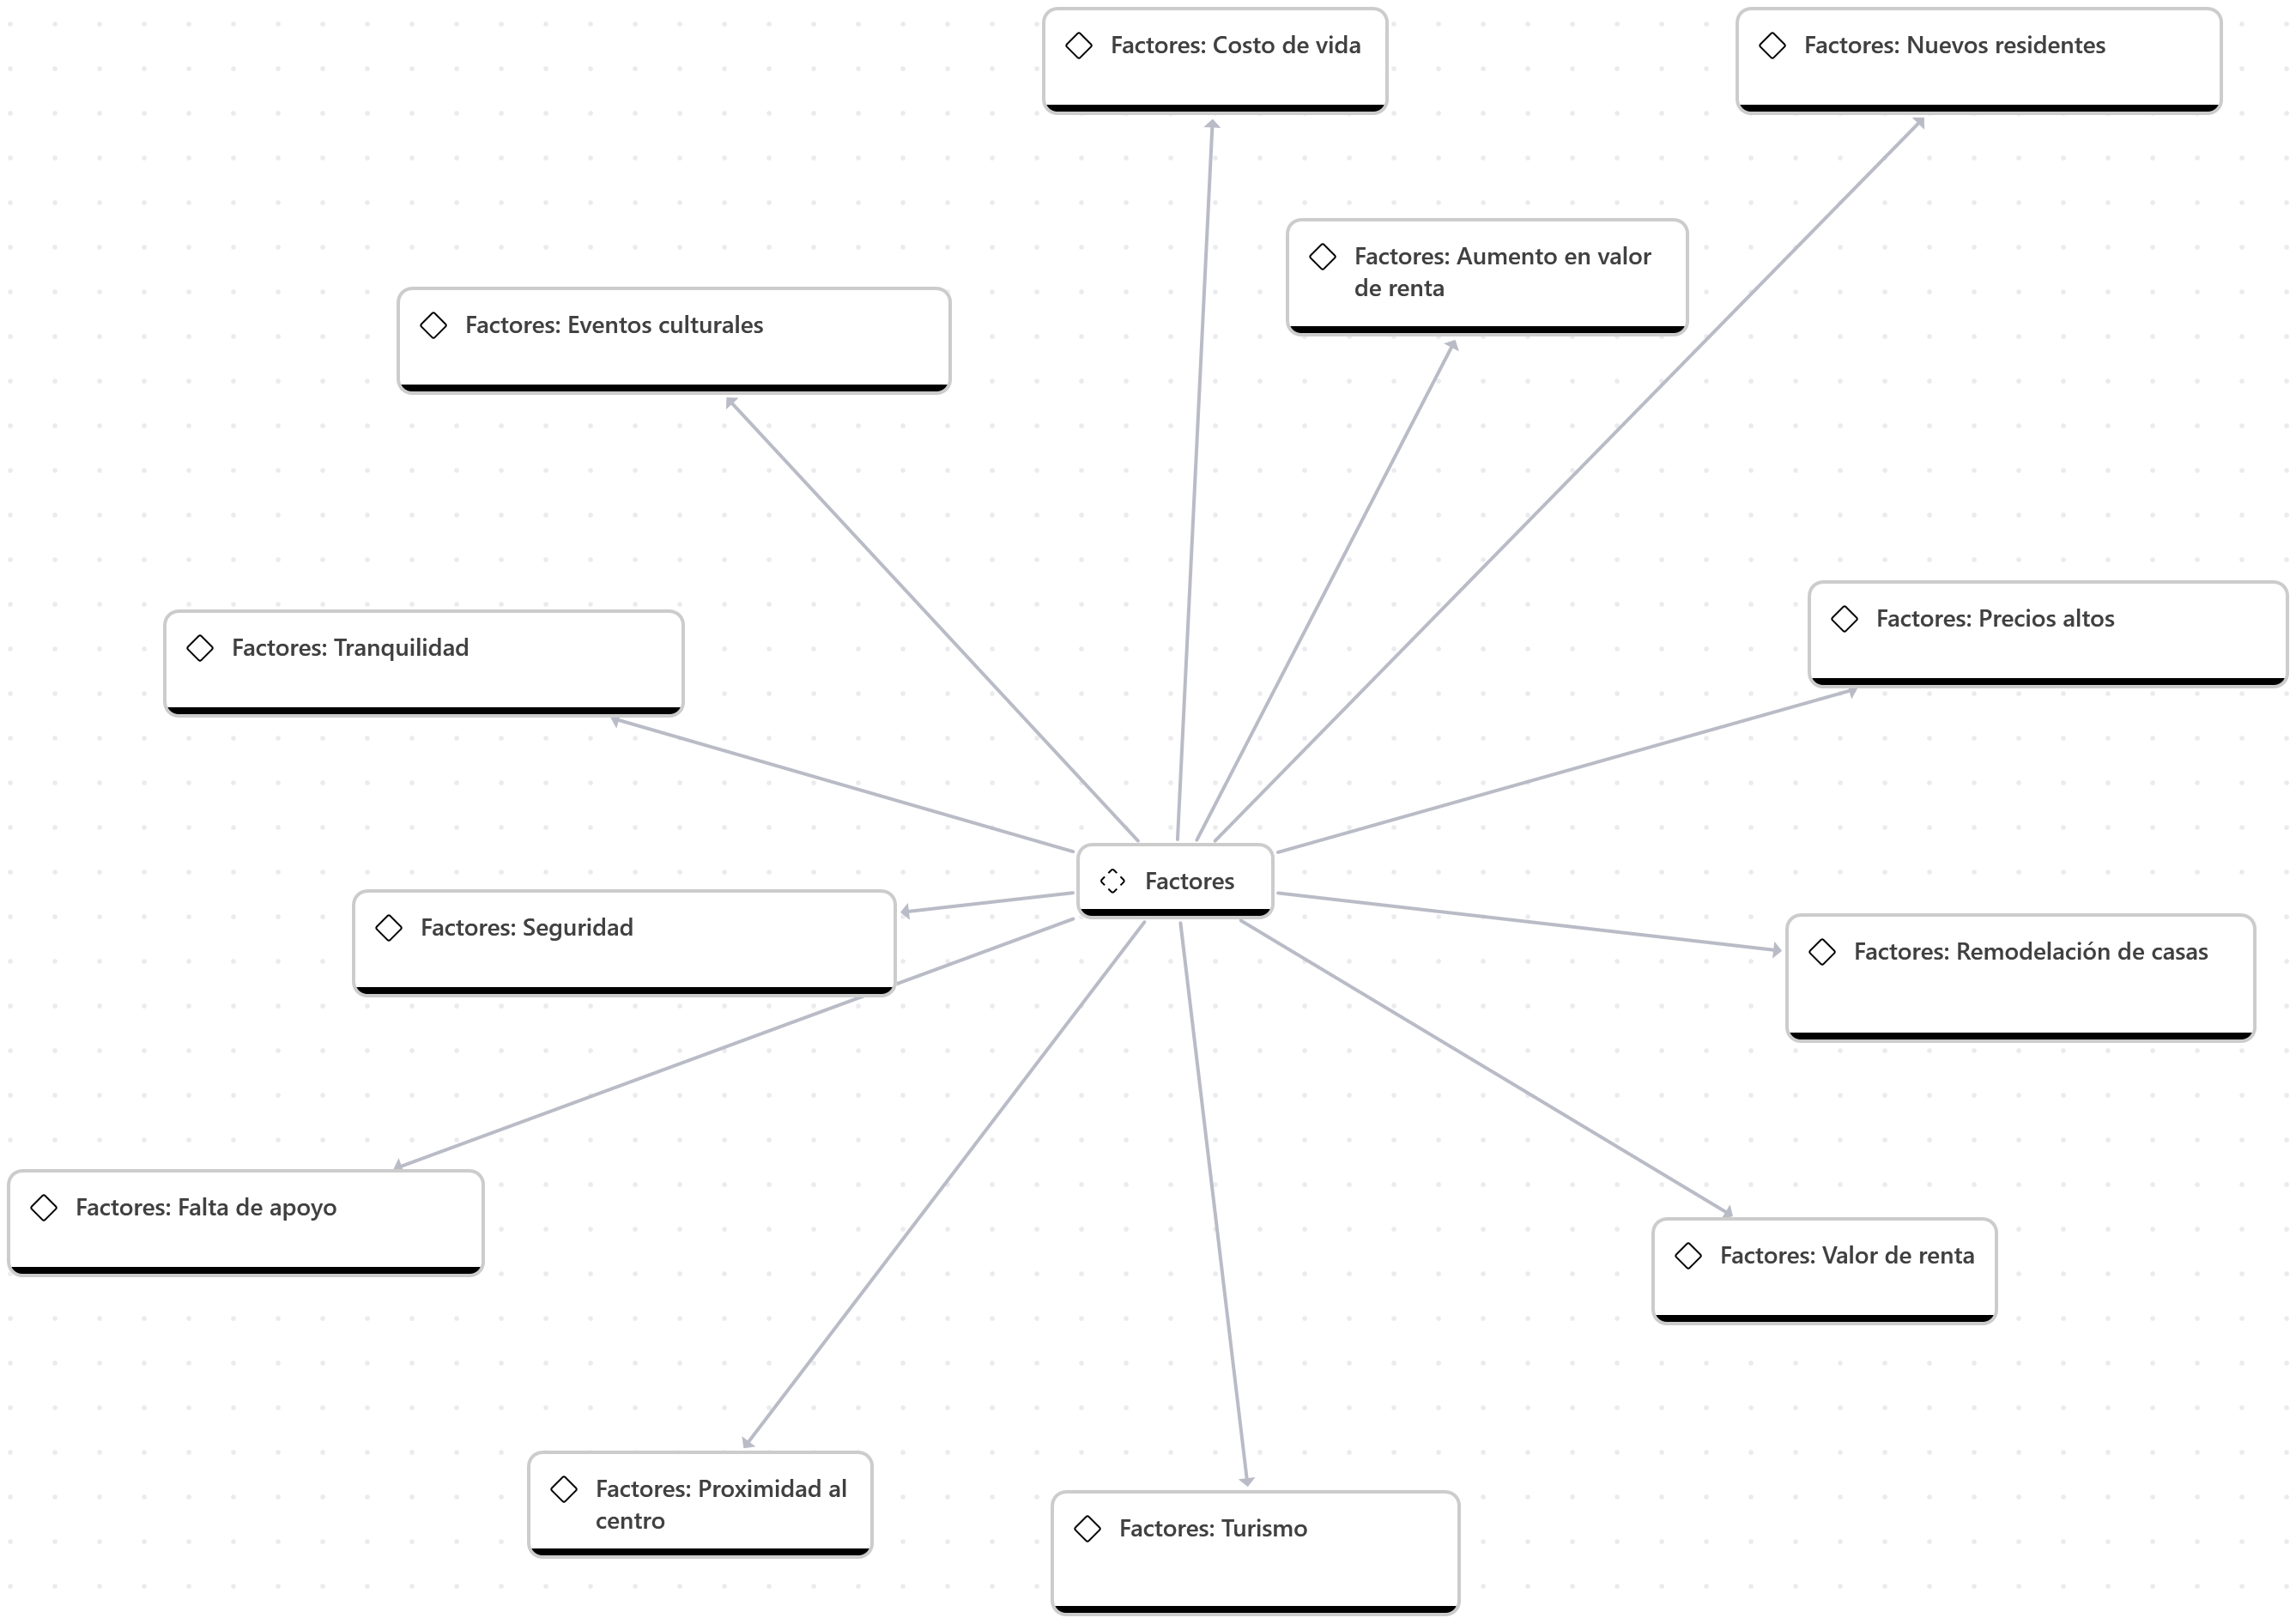 Factores: Costo de vida
Factores: Nuevos residentes
Factores: Aumento en valor
de renta
Factores: Eventos culturales
Factores: Precios altos
Factores: Tranquilidad
Factores
Factores: Seguridad
Factores: Remodelación de casas
Factores: Falta de apoyo
Factores: Valor de renta
Factores: Proximidad al
centro
Factores: Turismo